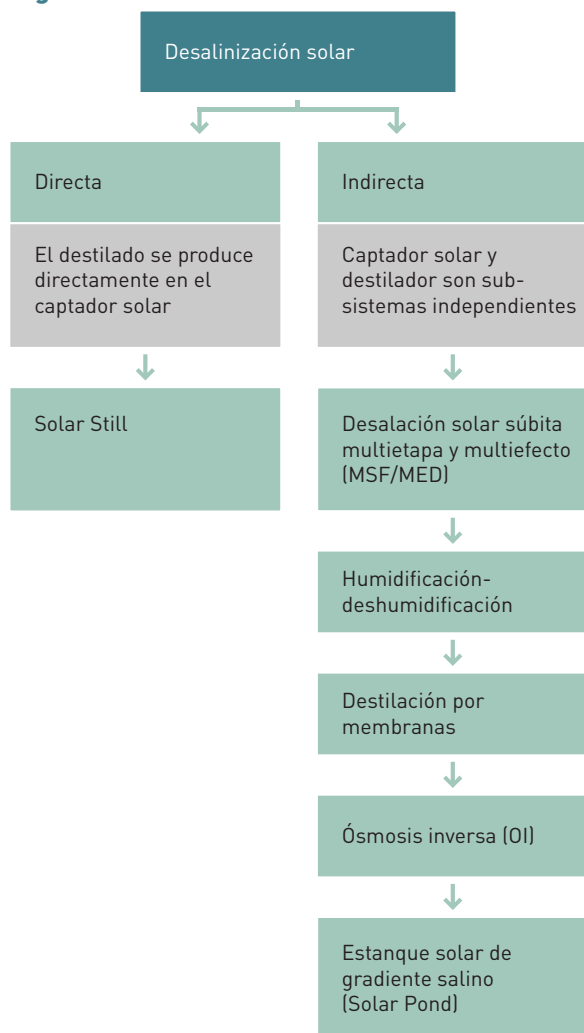 Desalinización solar
Directa
El destilado se produce
directamente en el
captador solar
Solar Still
Indirecta
Captador solar y
destilador son sub-
sistemas independientes
Desalación solar súbita
multietapa y multiefecto
(MSF/MED)
Humidificación-
deshumidificación
Destilación por
membranas
Ósmosis inversa (OI)
Estanque solar de
gradiente salino
(Solar Pond)